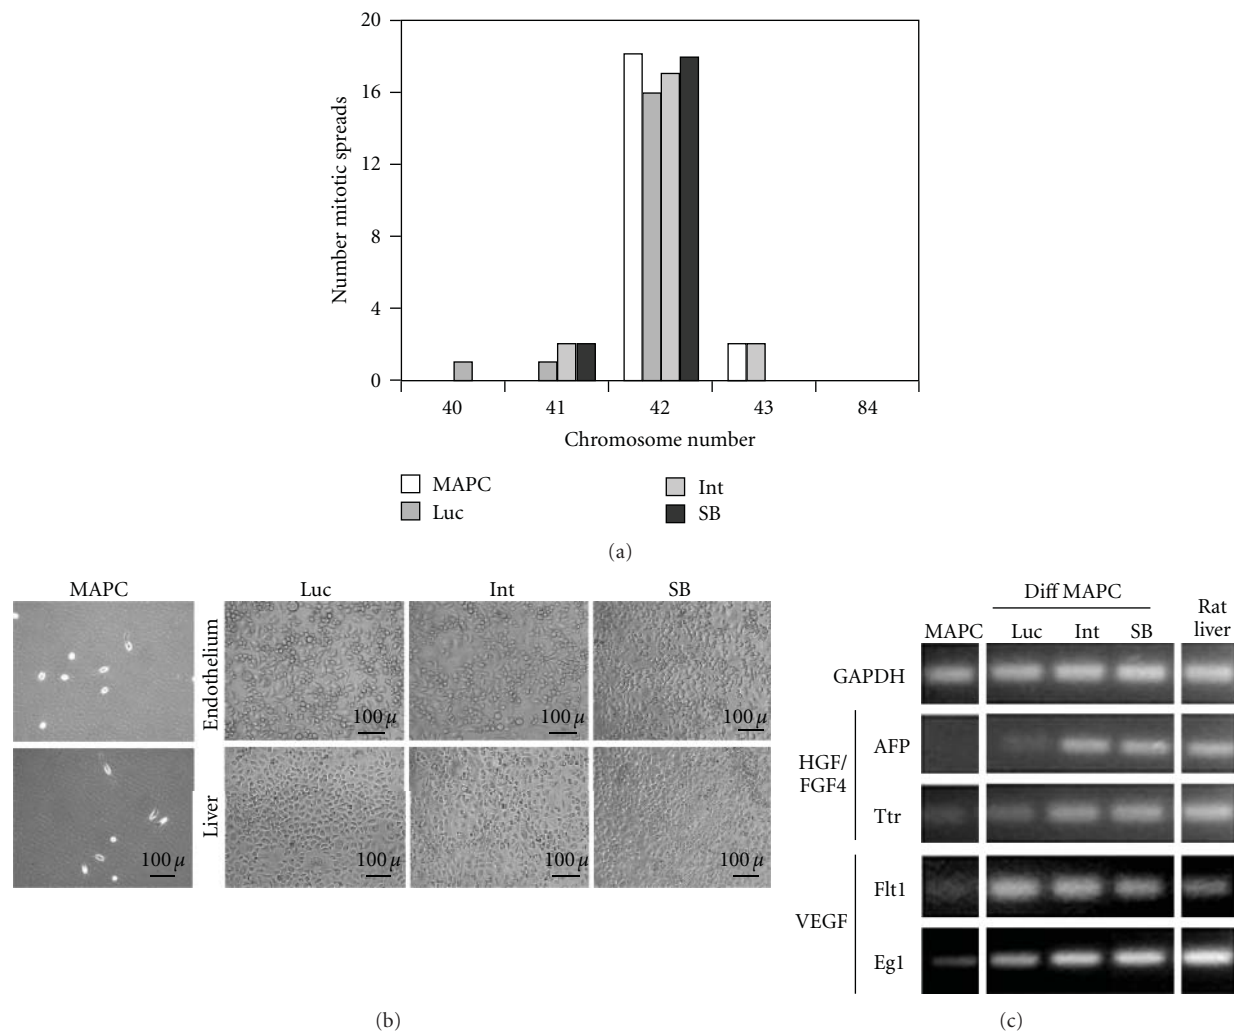 20
16
12
8
4
0
Number mitotic spreads
40 41 42 43 84
Chromosome number
MAPC Int
Luc SB
(a)
MAPC Luc Int SB
Endothelium
100 μ 100 μ 100 μ
Liver
100 μ 100 μ 100 μ 100 μ
(b)
Diff MAPC
Rat
liver
MAPC Luc Int SB
GAPDH
HGF/
FGF4
AFP
Ttr
VEGF
Flt1
Eg1
(c)